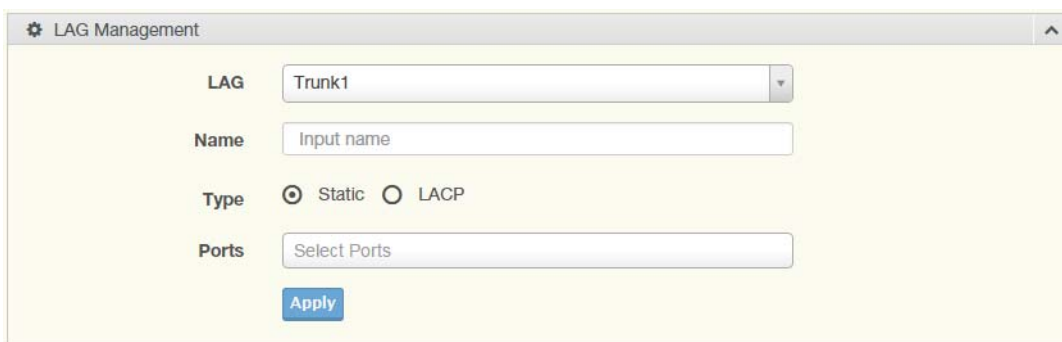 LAG Management
LAG Trunk1
Name Input name
Type Static LACP
Ports Select Ports
Apply